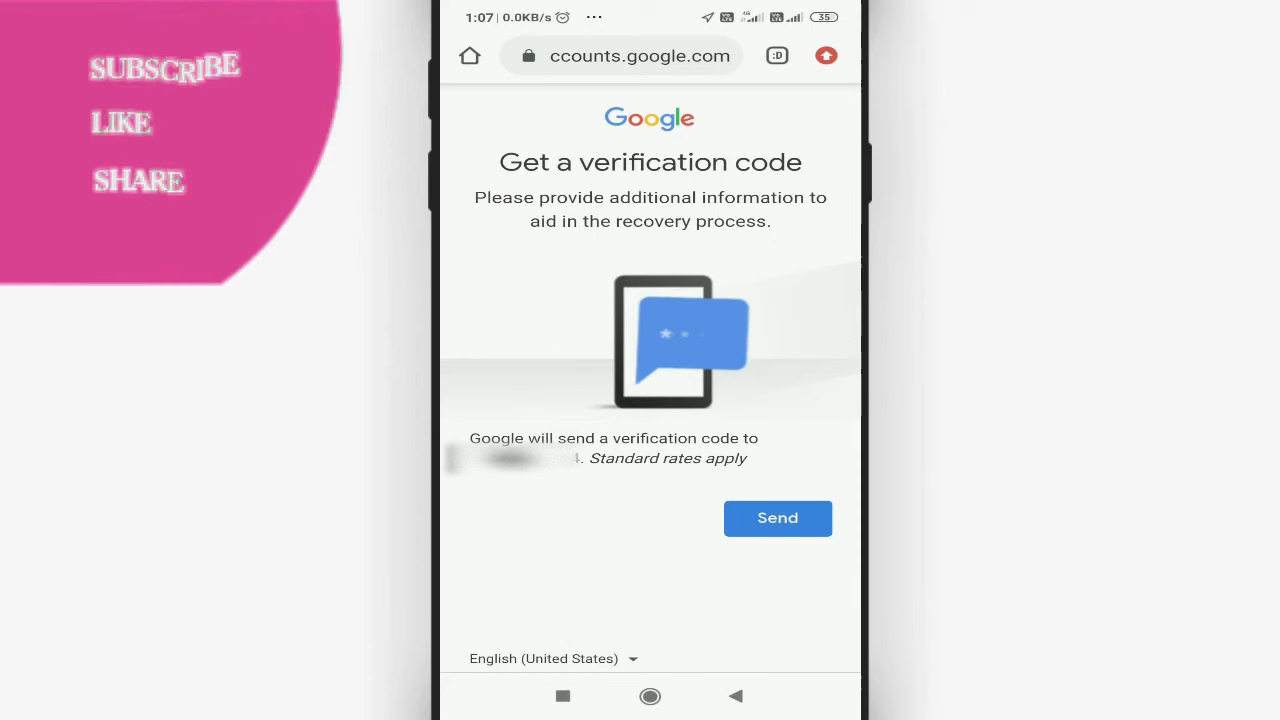 SUBSCRIBE
LIKE
SHARE
1:07 | 0.0KB/s ...
35
ccounts.google.com
:D
Google
Get a verification code
Please provide additional information to
aid in the recovery process.
Google will send a verification code to
. Standard rates apply
Send
English (United States)